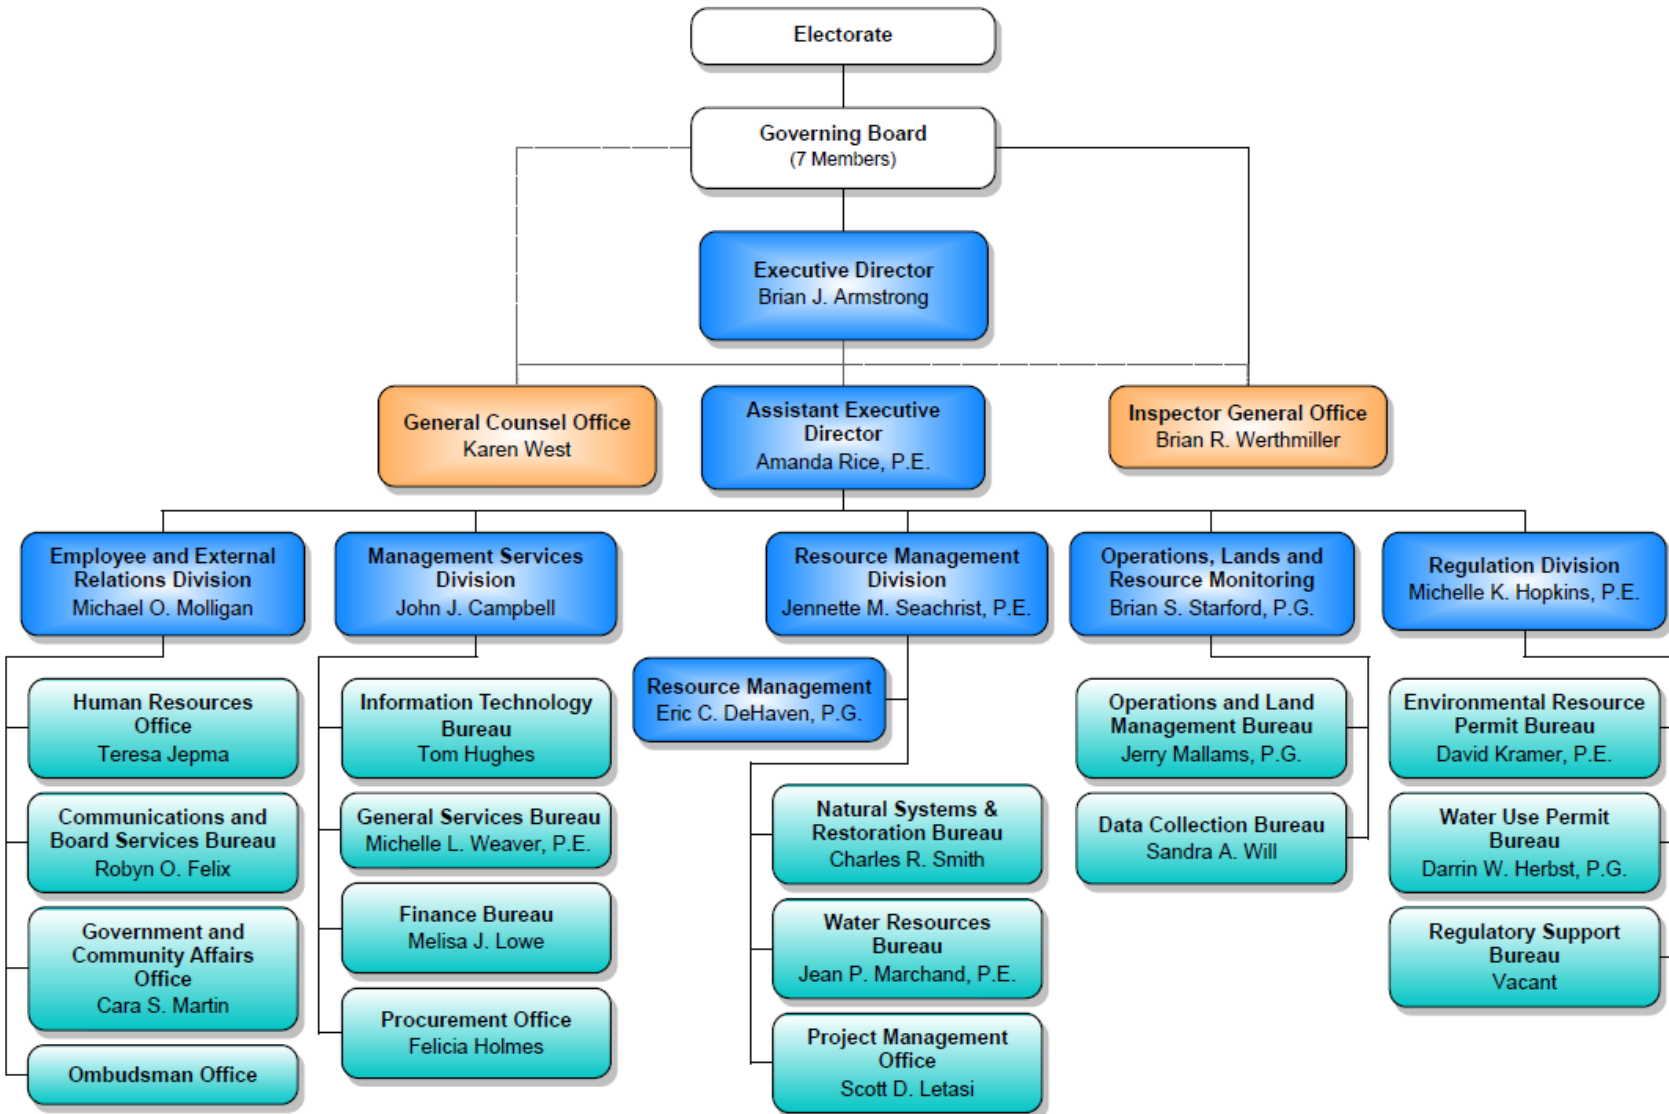 Electorate
Governing Board
(7 Members)
Executive Director
Brian J. Armstrong
General Counsel Office
Karen West
Assistant Executive
Director
Amanda Rice, P.E.
Inspector General Office
Brian R. Werthmiller
Employee and External
Relations Division
Michael O. Molligan
Management Services
Division
John J. Campbell
Resource Management
Division
Jennette M. Seachrist, P.E.
Operations, Lands and
Resource Monitoring
Brian S. Starford, P.G.
Regulation Division
Michelle K. Hopkins, P.E.
Human Resources
Office
Teresa Jepma
Communications and
Board Services Bureau
Robyn O. Felix
Government and
Community Affairs
Office
Cara S. Martin
Ombudsman Office
Information Technology
Bureau
Tom Hughes
General Services Bureau
Michelle L. Weaver, P.E.
Finance Bureau
Melisa J. Lowe
Procurement Office
Felicia Holmes
Resource Management
Eric C. DeHaven, P.G.
Natural Systems &
Restoration Bureau
Charles R. Smith
Water Resources
Bureau
Jean P. Marchand, P.E.
Project Management
Office
Scott D. Letasi
Operations and Land
Management Bureau
Jerry Mallams, P.G.
Data Collection Bureau
Sandra A. Will
Environmental Resource
Permit Bureau
David Kramer, P.E.
Water Use Permit
Bureau
Darrin W. Herbst, P.G.
Regulatory Support
Bureau
Vacant